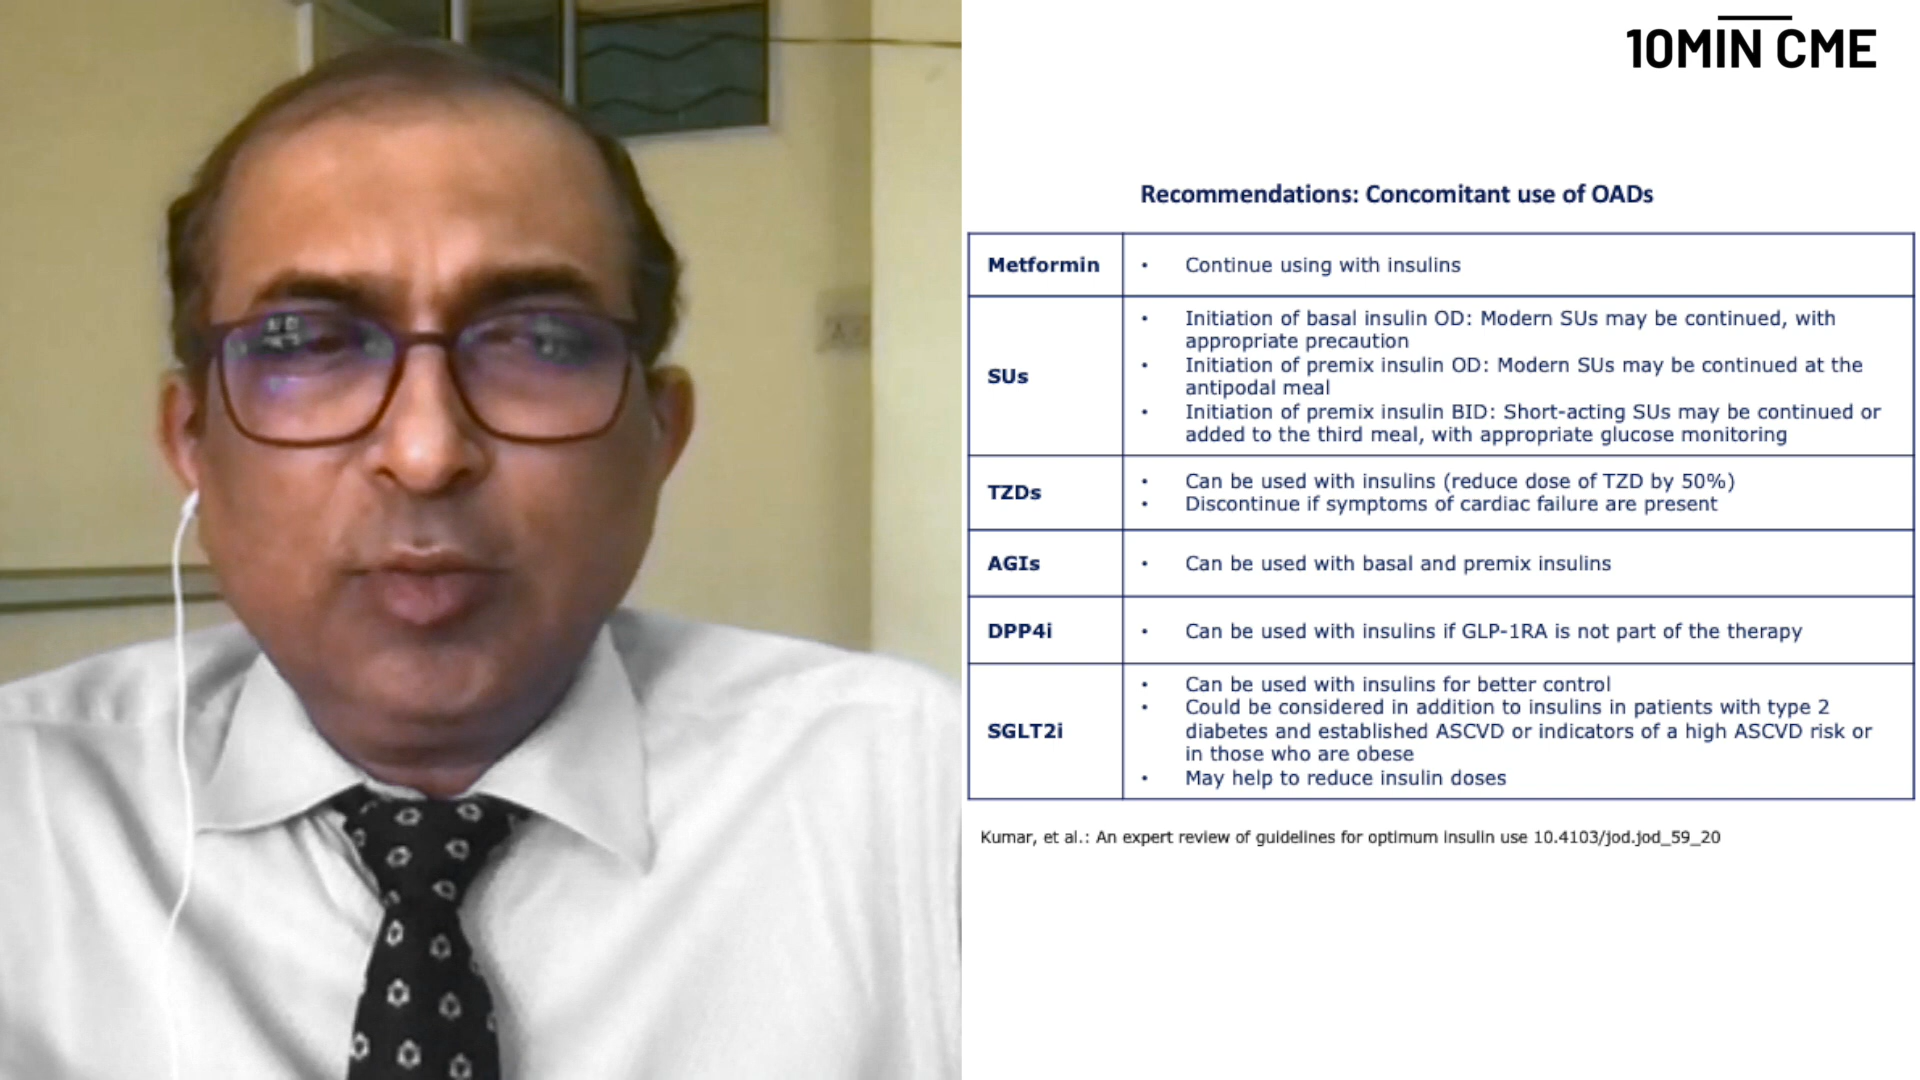 10MIN CME
Recommendations: Concomitant use of OADs
Metformin
• Continue using with insulins
SUs
• Initiation of basal insulin OD: Modern SUs may be continued, with
appropriate precaution
• Initiation of premix insulin OD: Modern SUs may be continued at the
antipodal meal
• Initiation of premix insulin BID: Short-acting SUs may be continued or
added to the third meal, with appropriate glucose monitoring
TZDs
• Can be used with insulins (reduce dose of TZD by 50%)
• Discontinue if symptoms of cardiac failure are present
AGIs
• Can be used with basal and premix insulins
DPP4i
• Can be used with insulins if GLP-1RA is not part of the therapy
SGLT2i
• Can be used with insulins for better control
• Could be considered in addition to insulins in patients with type 2
diabetes and established ASCVD or indicators of a high ASCVD risk or
in those who are obese
• May help to reduce insulin doses
Kumar, et al.: An expert review of guidelines for optimum insulin use 10.4103/jod.jod_59_20